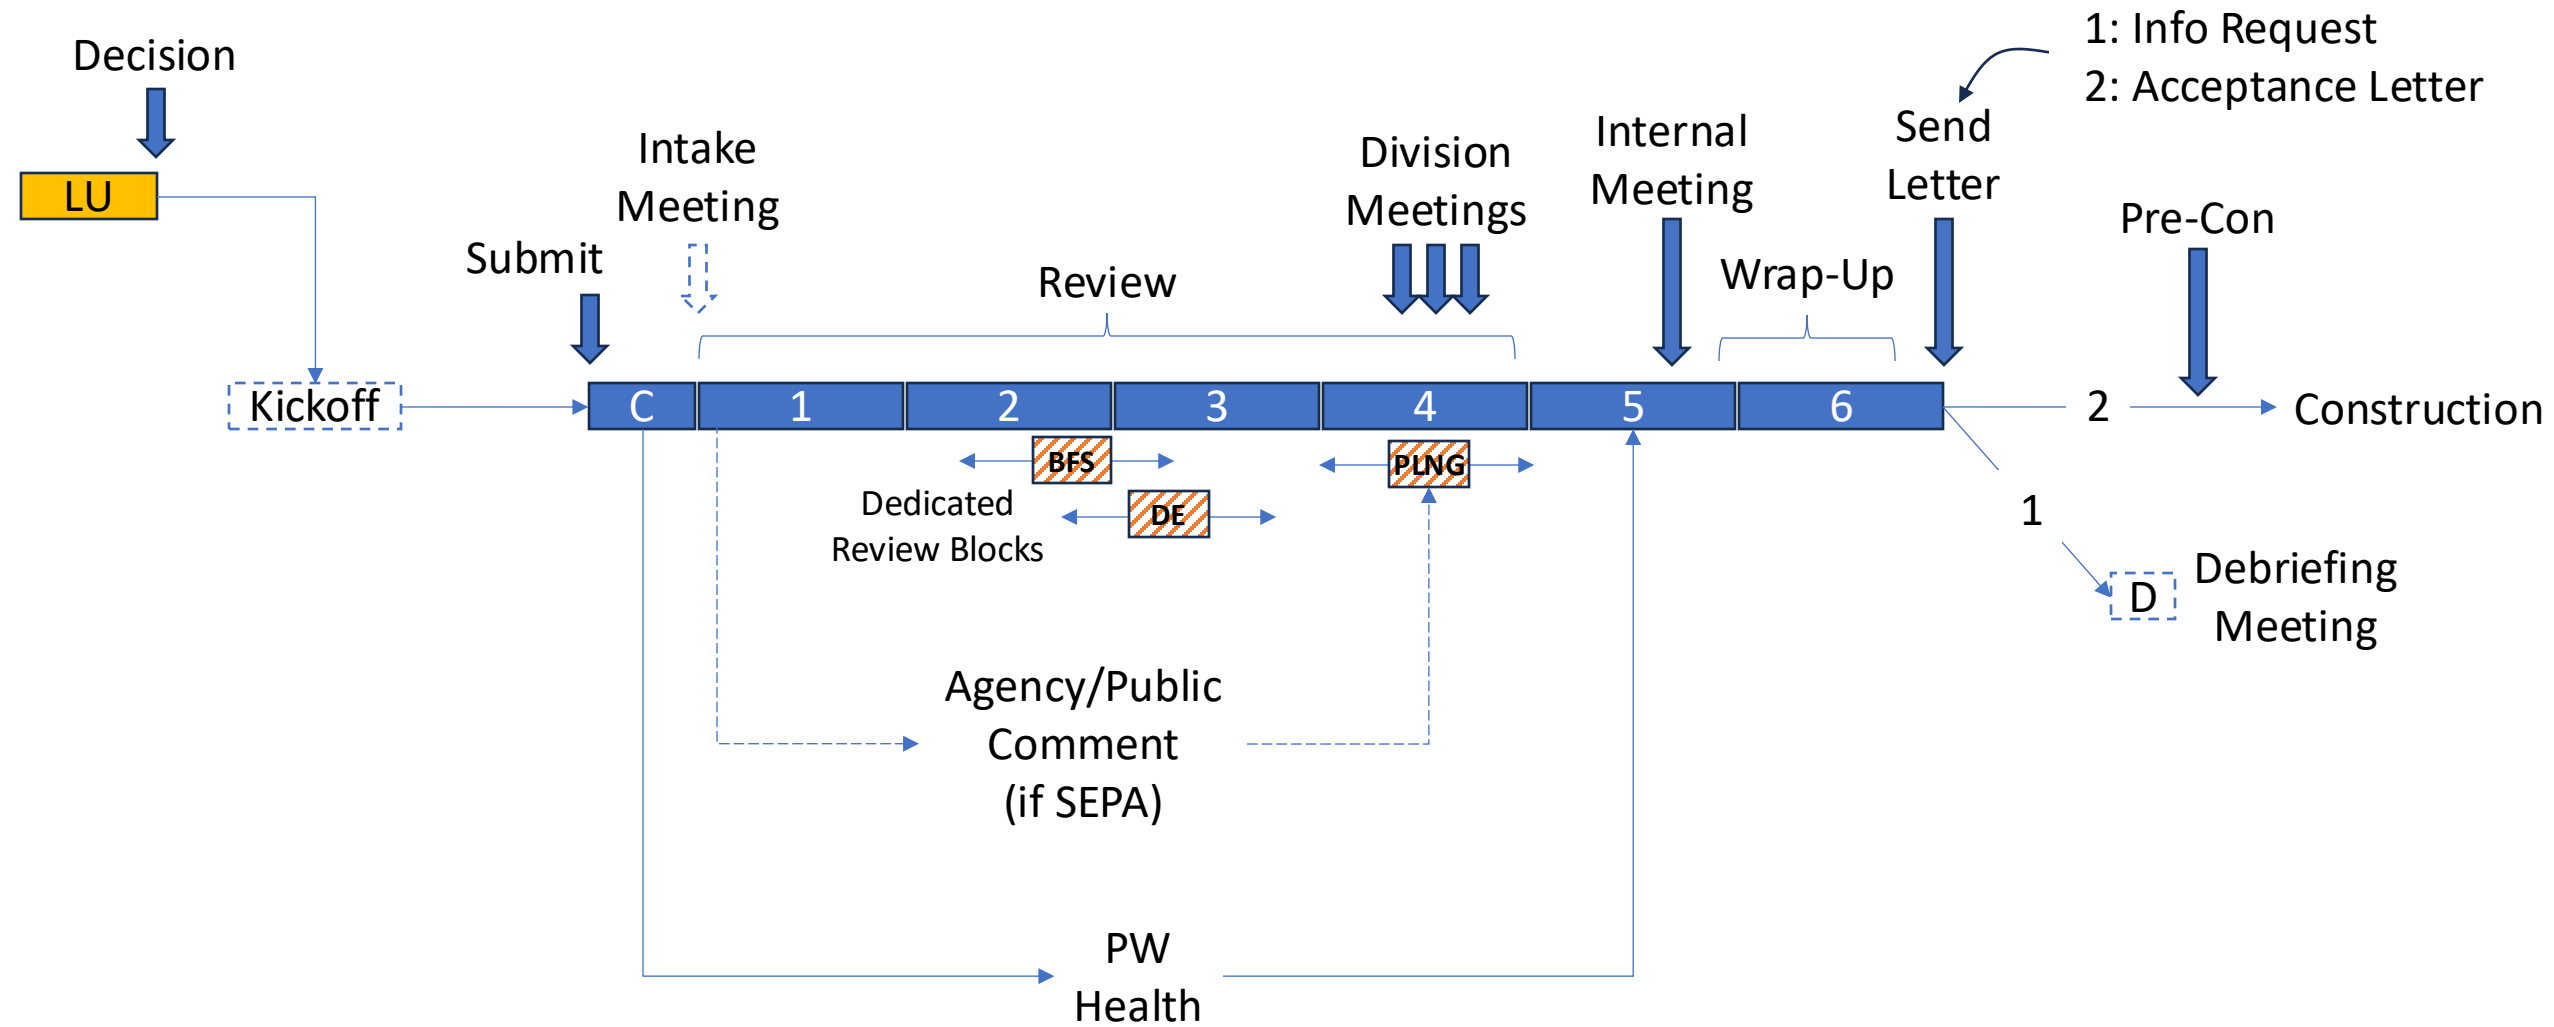 1: Info Request
2: Acceptance Letter
Decision
LU
Kickoff
Submit
Intake
Meeting
Review
Division
Meetings
Internal
Meeting
Wrap-Up
Send
Letter
Pre-Con
C
1
2
3
4
5
6
2
Construction
BFS
DE
PLNG
Dedicated
Review Blocks
1
D
Debriefing
Meeting
Agency/Public
Comment
(if SEPA)
PW
Health